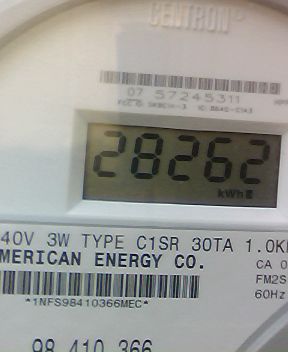 CENTRON®
07 57245311
28262
kWh
40V 3W TYPE C1SR 30TA 1.0K
MERICAN ENERGY CO.
CA 0
FM2S
60Hz
*1NFS98410366MEC*
98 410 366